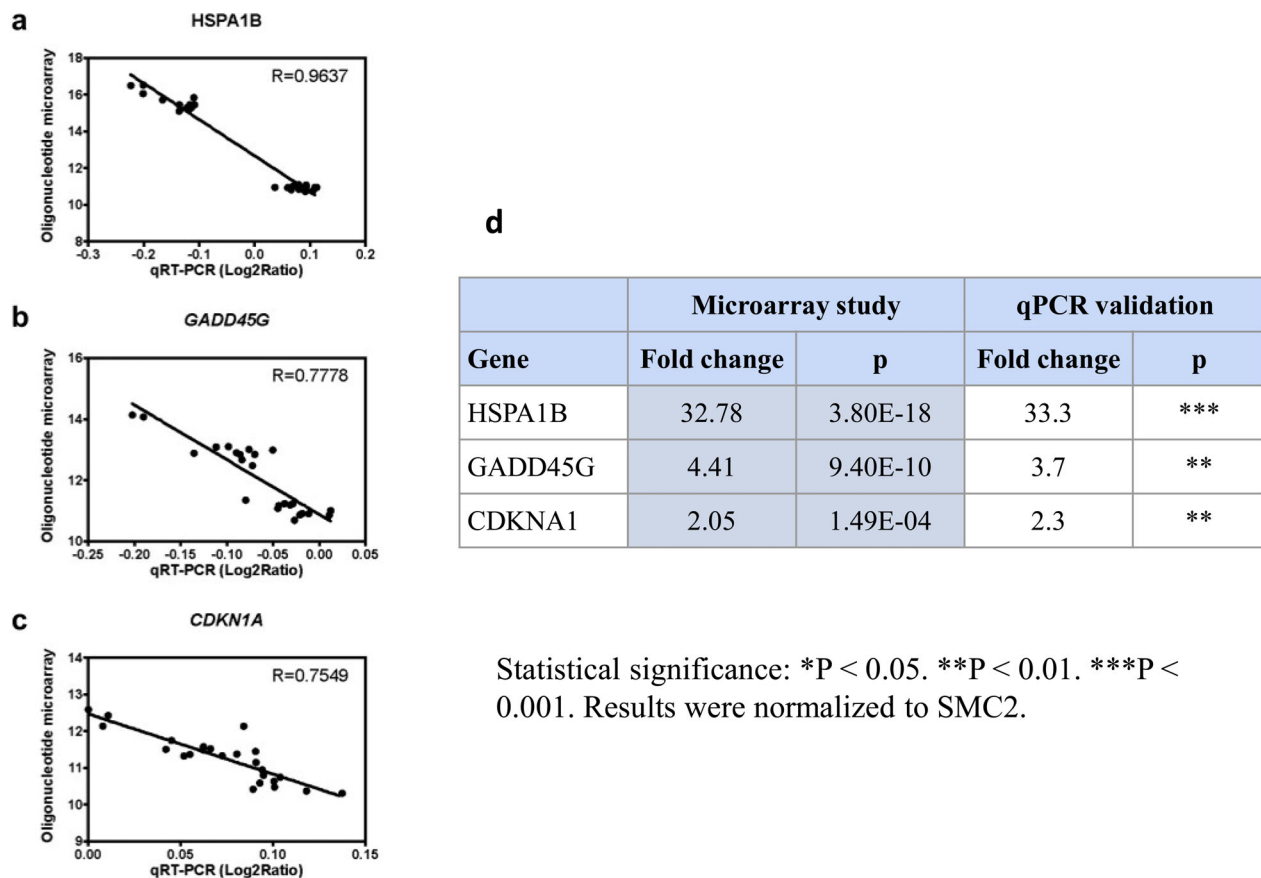 a
HSPA1B
Oligonucleotide microarray
18
16
14
12
10
8
R=0.9637
-0.3 -0.2 -0.1 0.0 0.1 0.2
qRT-PCR (Log2Ratio)
b
GADD45G
Oligonucleotide microarray
16
14
12
10
R=0.7778
-0.25 -0.20 -0.15 -0.10 -0.05 0.00 0.05
qRT-PCR (Log2Ratio)
c
CDKN1A
Oligonucleotide microarray
14
13
12
11
10
9
R=0.7549
0.00 0.05 0.10 0.15
qRT-PCR (Log2Ratio)
d
Microarray study qPCR validation
Gene Fold change p Fold change p
HSPA1B 32.78 3.80E-18 33.3 ***
GADD45G 4.41 9.40E-10 3.7 **
CDKNA1 2.05 1.49E-04 2.3 **
Statistical significance: *P < 0.05. **P < 0.01. ***P <
0.001. Results were normalized to SMC2.